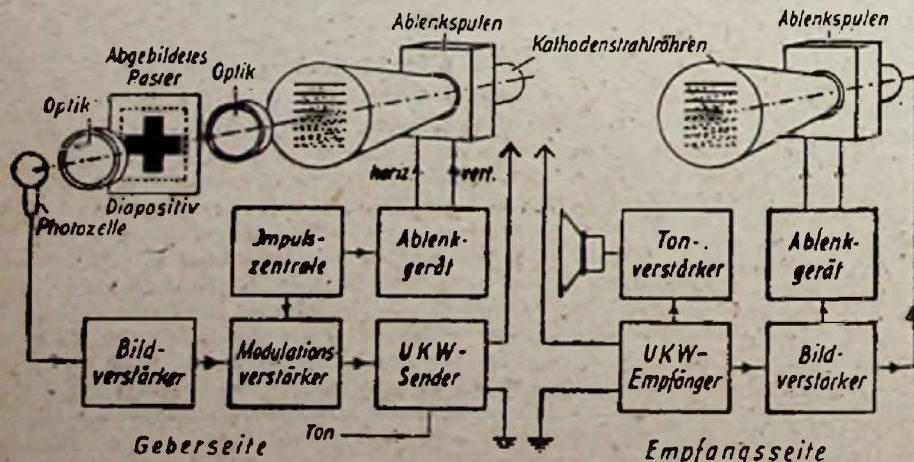 Ablenkspulen
Ablenkspulen
Kathodenstrahlröhren
Abgebildetes
Raster
Optik
Optik
horiz.
vert.
Diapositiv
Photozelle
Impuls-
zentrale
Ablenk-
gerät
Ton-
verstärker
Ablenk-
gerät
Bild-
verstärker
Modulations
verstärker
UKW-
Sender
UKW-
Empfänger
Bild-
verstärker
Ton
Geberseite
Empfangsseite